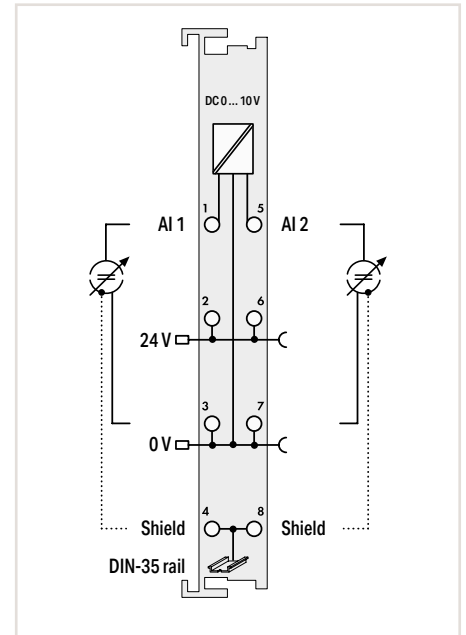 DC 0 ... 10 V
1 5
AI 1 AI 2
2 6
24 V
3 7
0 V
4 8
Shield Shield
DIN-35 rail